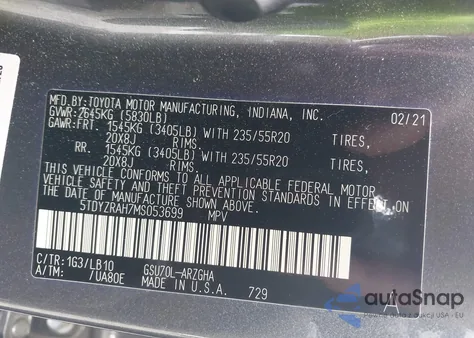 MFD.BY: TOYOTA MOTOR MANUFACTURING, INDIANA, INC. 02/21
GVWR: 2645KG (5830LB)
GAWR: FRT. 1545KG (3405LB) WITH 235/55R20 TIRES,
20X8J RIMS.
RR. 1545KG (3405LB) WITH 235/55R20 TIRES,
20X8J RIMS.
THIS VEHICLE CONFORMS TO ALL APPLICABLE FEDERAL MOTOR
VEHICLE SAFETY STANDARDS IN EFFECT ON
THE DATE OF MANUFACTURE SHOWN ABOVE.
5TDYZRAH7MS053699 MPV
C/TR: 1G3/LB10 GSU70L-ARZGHA
A/TM: /UA80E MADE IN U.S.A. 729
A
autoSnap